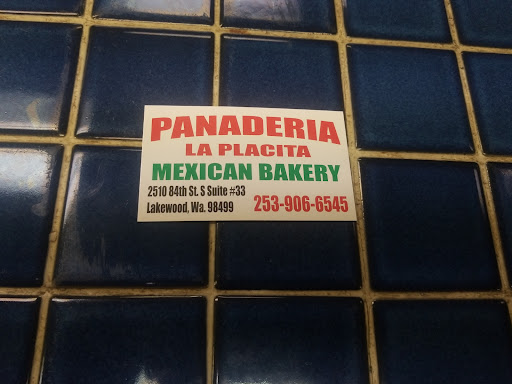 PANADERIA
LA PLACITA
MEXICAN BAKERY
2510 84th St. S Suite #33
Lakewood, Wa. 98499
253-906-6545